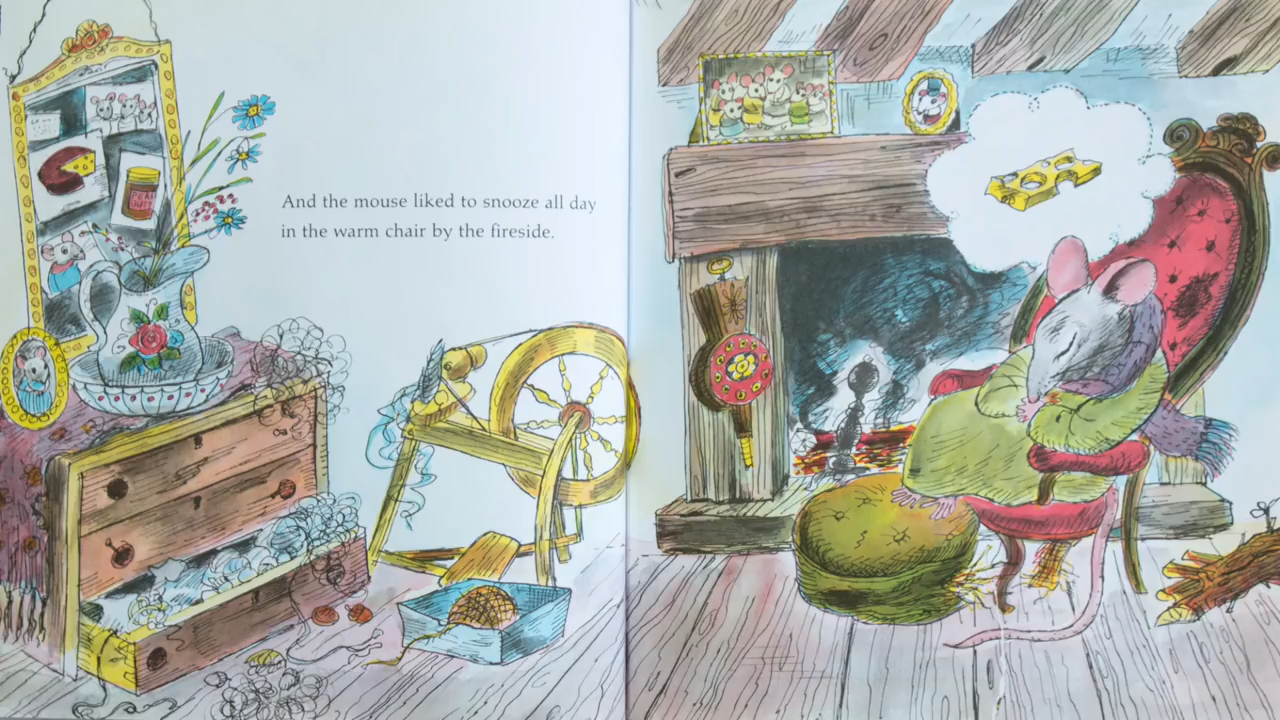 And the mouse liked to snooze all day
in the warm chair by the fireside.